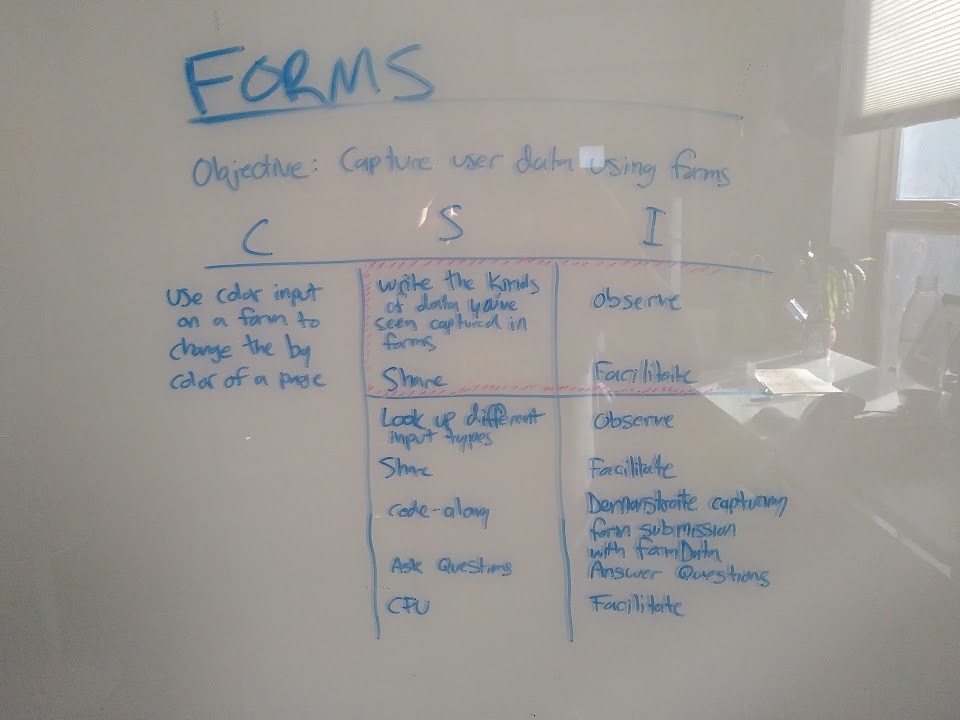 FORMS
Objective: Capture user data using forms
C S I
Use color input
on a form to
change the bg
color of a page
Write the Kinds
of data you've
seen captured in
forms
Share
Observe
Facilitate
Look up different
input types
Share
Code-along
Ask Questions
CFU
Observe
Facilitate
Demonstrate capturing
form submission
with FormData
Answer Questions
Facilitate